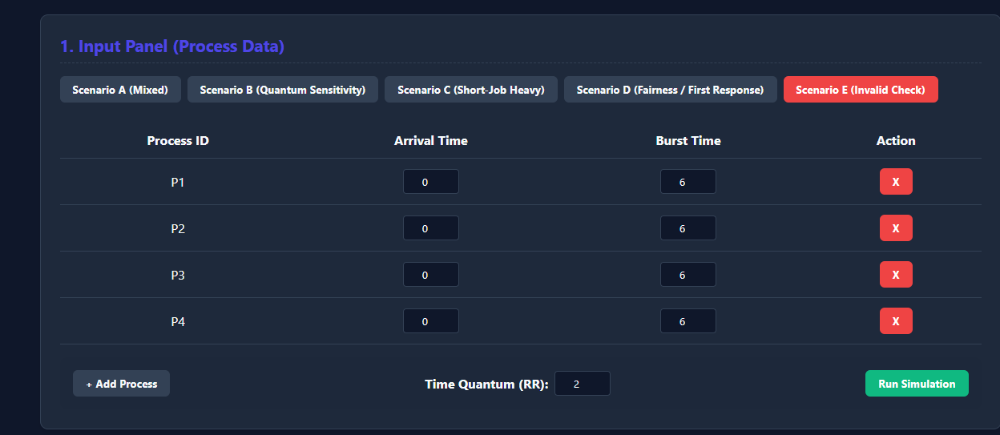 1. Input Panel (Process Data)
Scenario A (Mixed) Scenario B (Quantum Sensitivity) Scenario C (Short-Job Heavy) Scenario D (Fairness / First Response) Scenario E (Invalid Check)
Process ID Arrival Time Burst Time Action
P1 0 6 X
P2 0 6 X
P3 0 6 X
P4 0 6 X
+ Add Process Time Quantum (RR): 2 Run Simulation